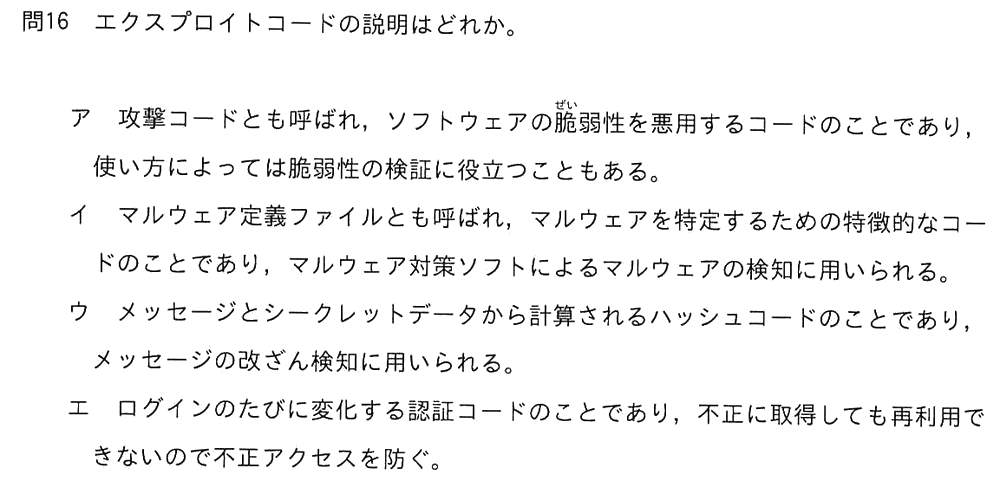 問16 エクスプロイトコードの説明はどれか。
ぜい
ア 攻撃コードとも呼ばれ，ソフトウェアの脆弱性を悪用するコードのことであり，
使い方によっては脆弱性の検証に役立つこともある。
イ マルウェア定義ファイルとも呼ばれ，マルウェアを特定するための特徴的なコー
ドのことであり，マルウェア対策ソフトによるマルウェアの検知に用いられる。
ウ メッセージとシークレットデータから計算されるハッシュコードのことであり，
メッセージの改ざん検知に用いられる。
エ ログインのたびに変化する認証コードのことであり，不正に取得しても再利用で
きないので不正アクセスを防ぐ。